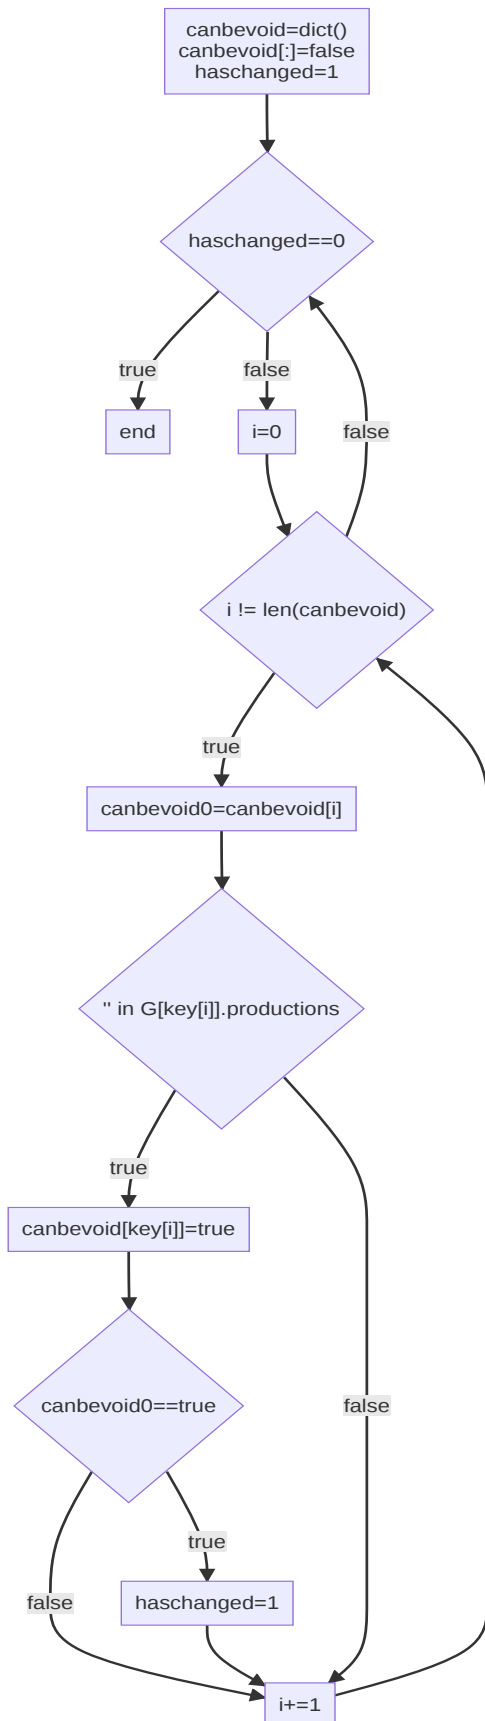 canbevoid=dict()
canbevoid[:]=false
haschanged=1
haschanged==0
true
false
end
i=0
false
i != len(canbevoid)
true
canbevoid0=canbevoid[i]
'' in G[key[i]].productions
true
canbevoid[key[i]]=true
canbevoid0==true
false
true
false
haschanged=1
i+=1